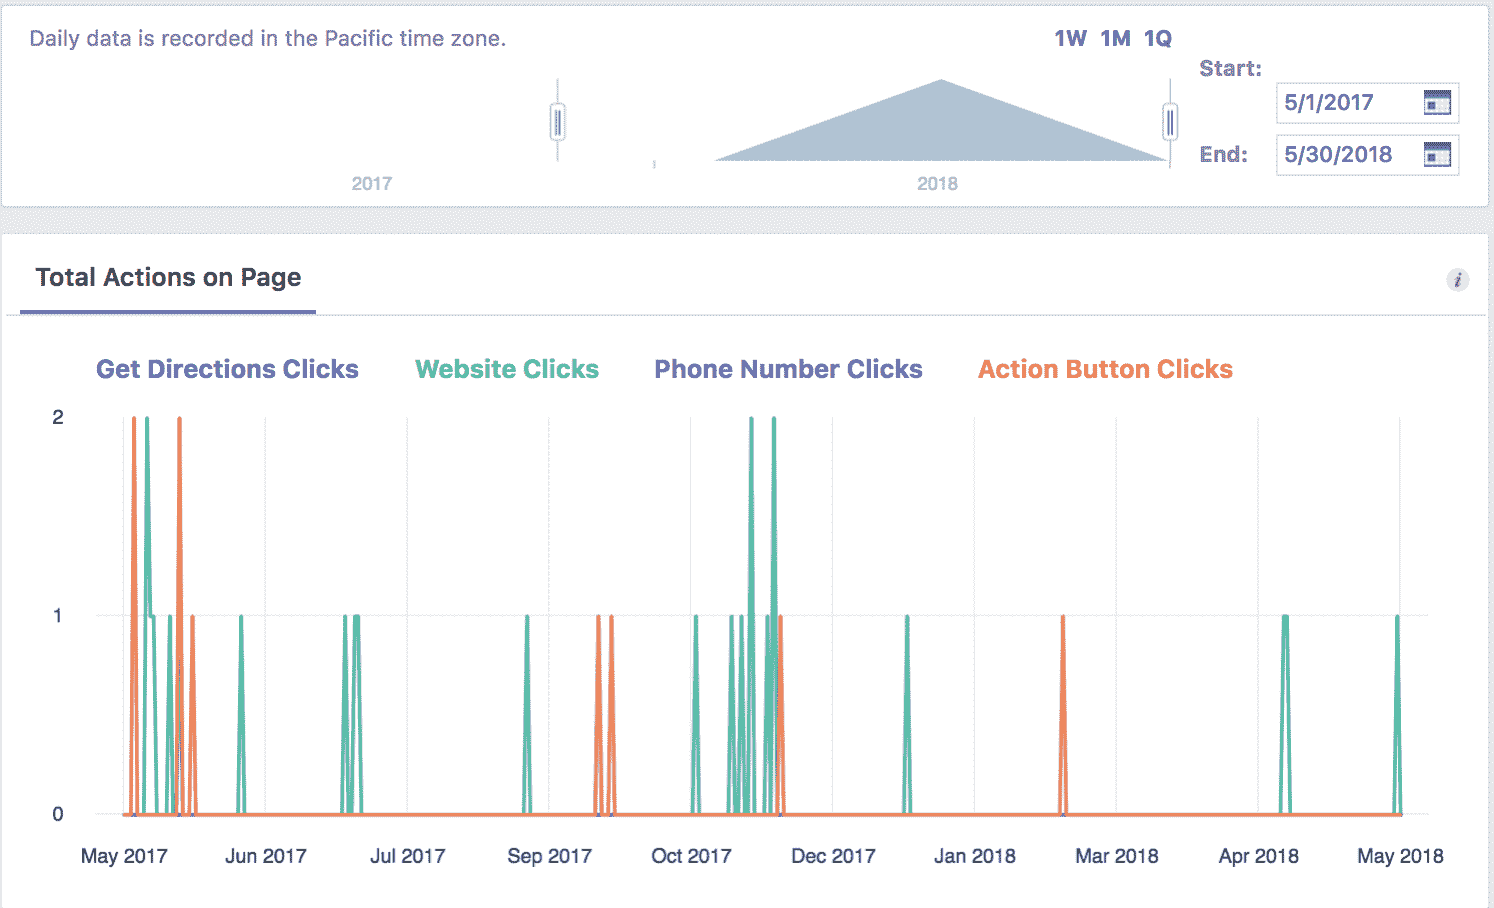 Daily data is recorded in the Pacific time zone.
1W 1M 1Q
Start:
5/1/2017
End:
5/30/2018
2017
2018
Total Actions on Page
i
Get Directions Clicks
Website Clicks
Phone Number Clicks
Action Button Clicks
2
1
0
May 2017
Jun 2017
Jul 2017
Sep 2017
Oct 2017
Dec 2017
Jan 2018
Mar 2018
Apr 2018
May 2018